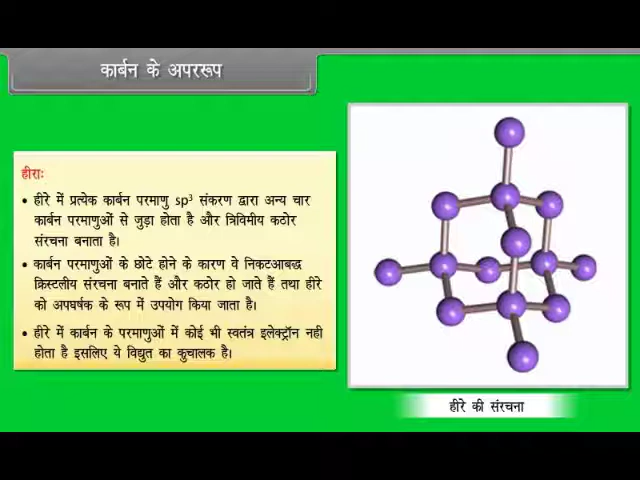 कार्बन के अपररूप
हीराः
• हीरे में प्रत्येक कार्बन परमाणु sp³ संकरण द्वारा अन्य चार
कार्बन परमाणुओं से जुड़ा होता है और त्रिविमीय कठोर
संरचना बनाता है।
• कार्बन परमाणुओं के छोटे होने के कारण वे निकटआबद्ध
क्रिस्टलीय संरचना बनाते हैं और कठोर हो जाते हैं तथा हीरे
को अपघर्षक के रूप में उपयोग किया जाता है।
• हीरे में कार्बन के परमाणुओं में कोई भी स्वतंत्र इलेक्ट्रॉन नही
होता है इसलिए ये विद्युत का कुचालक है।
हीरे की संरचना